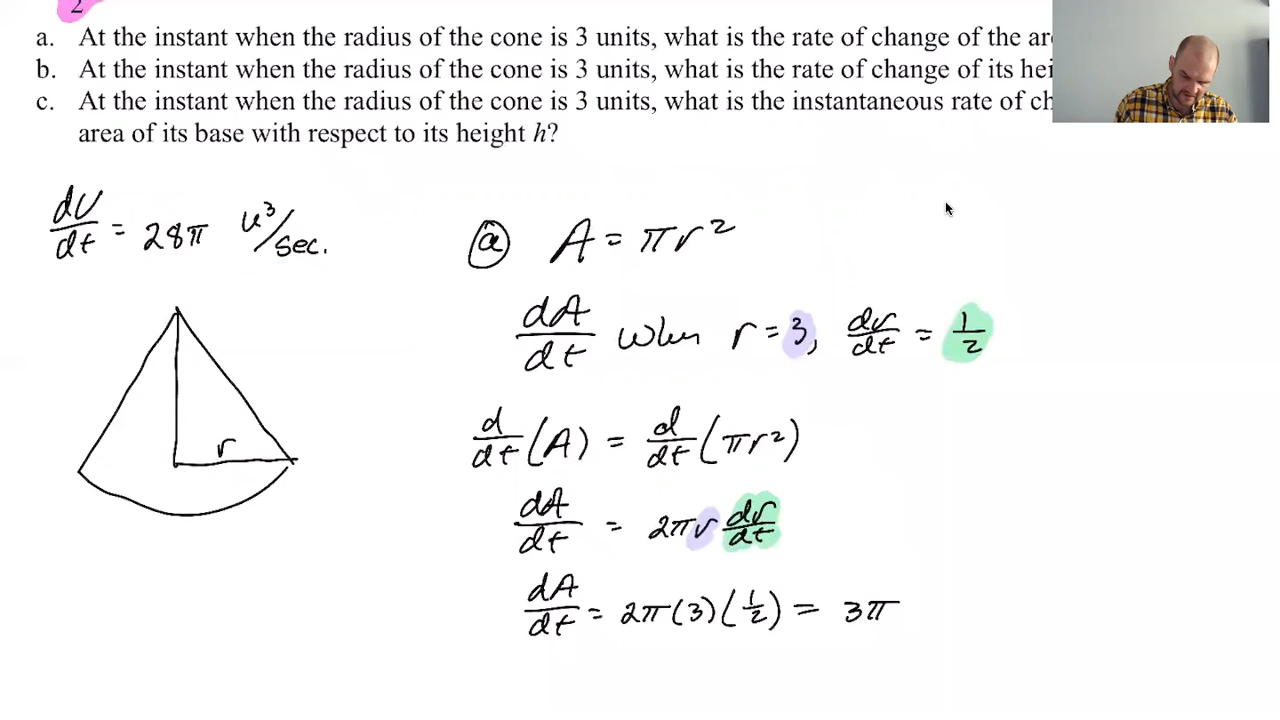 2
a. At the instant when the radius of the cone is 3 units, what is the rate of change of the
b. At the instant when the radius of the cone is 3 units, what is the rate of change of its
c. At the instant when the radius of the cone is 3 units, what is the instantaneous rate of
area of its base with respect to its height h?
dV/dt = 28π u³/sec.
ⓐ A = πr²
dA/dt when r = 3, dr/dt = 1/2
d/dt (A) = d/dt (πr²)
r
dA/dt = 2πr dr/dt
dA/dt = 2π(3)(1/2) = 3π